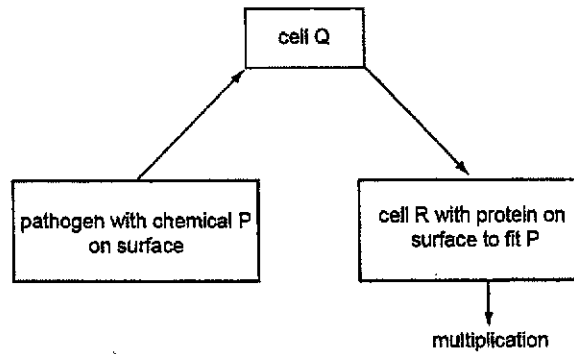 cell Q
pathogen with chemical P
on surface
cell R with protein on
surface to fit P
multiplication